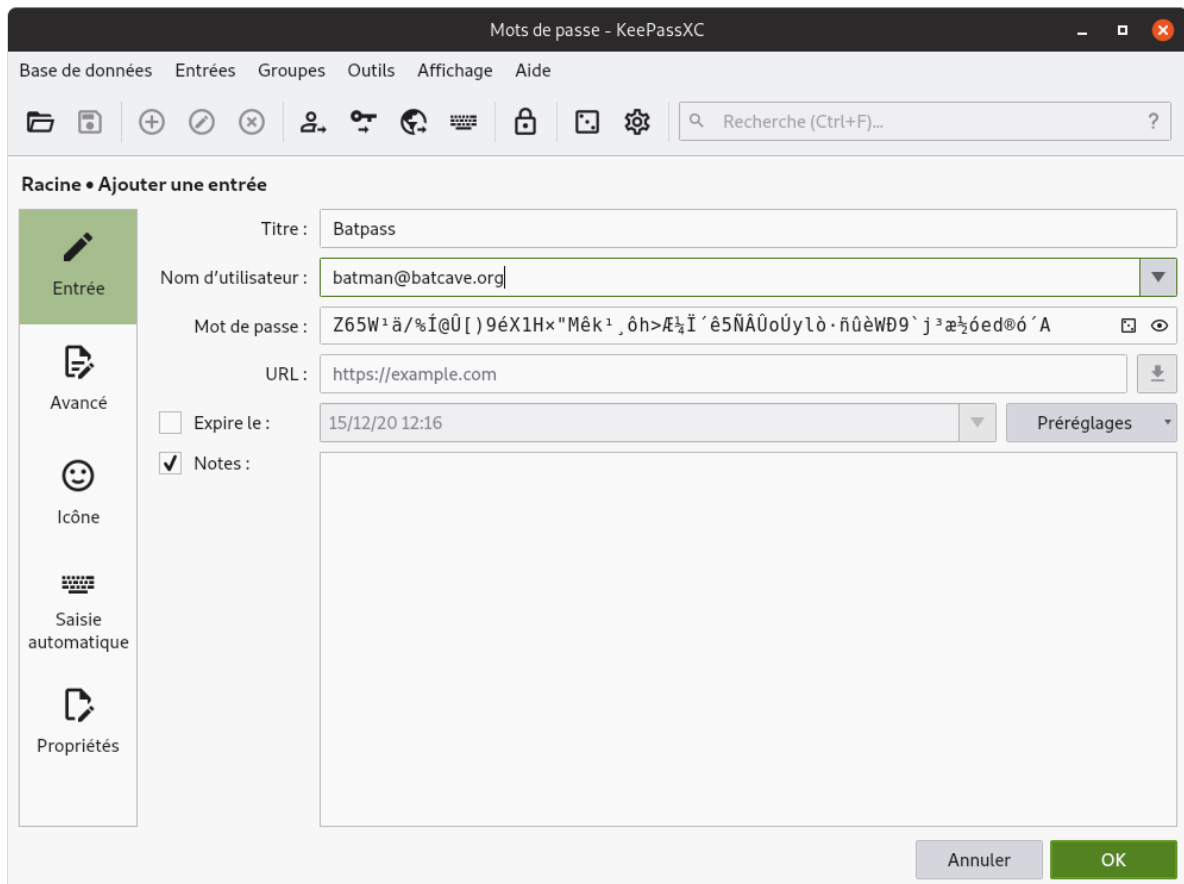 Mots de passe - KeePassXC
Base de données Entrées Groupes Outils Affichage Aide
Recherche (Ctrl+F)... ?
Racine • Ajouter une entrée
Titre : Batpass
Entrée
Nom d'utilisateur : batman@batcave.org
Mot de passe : Z65W¹ä/%Í@Û[)9éX1H×"Mêk¹¸ôh>Æ¼Ï´ê5ÑÂÛoÚylò·ñûèWÐ9`j³æ½óed®ó´A
Avancé
URL : https://example.com
Expire le : 15/12/20 12:16 Préréglages
Notes :
Icône
Saisie
automatique
Propriétés
Annuler OK